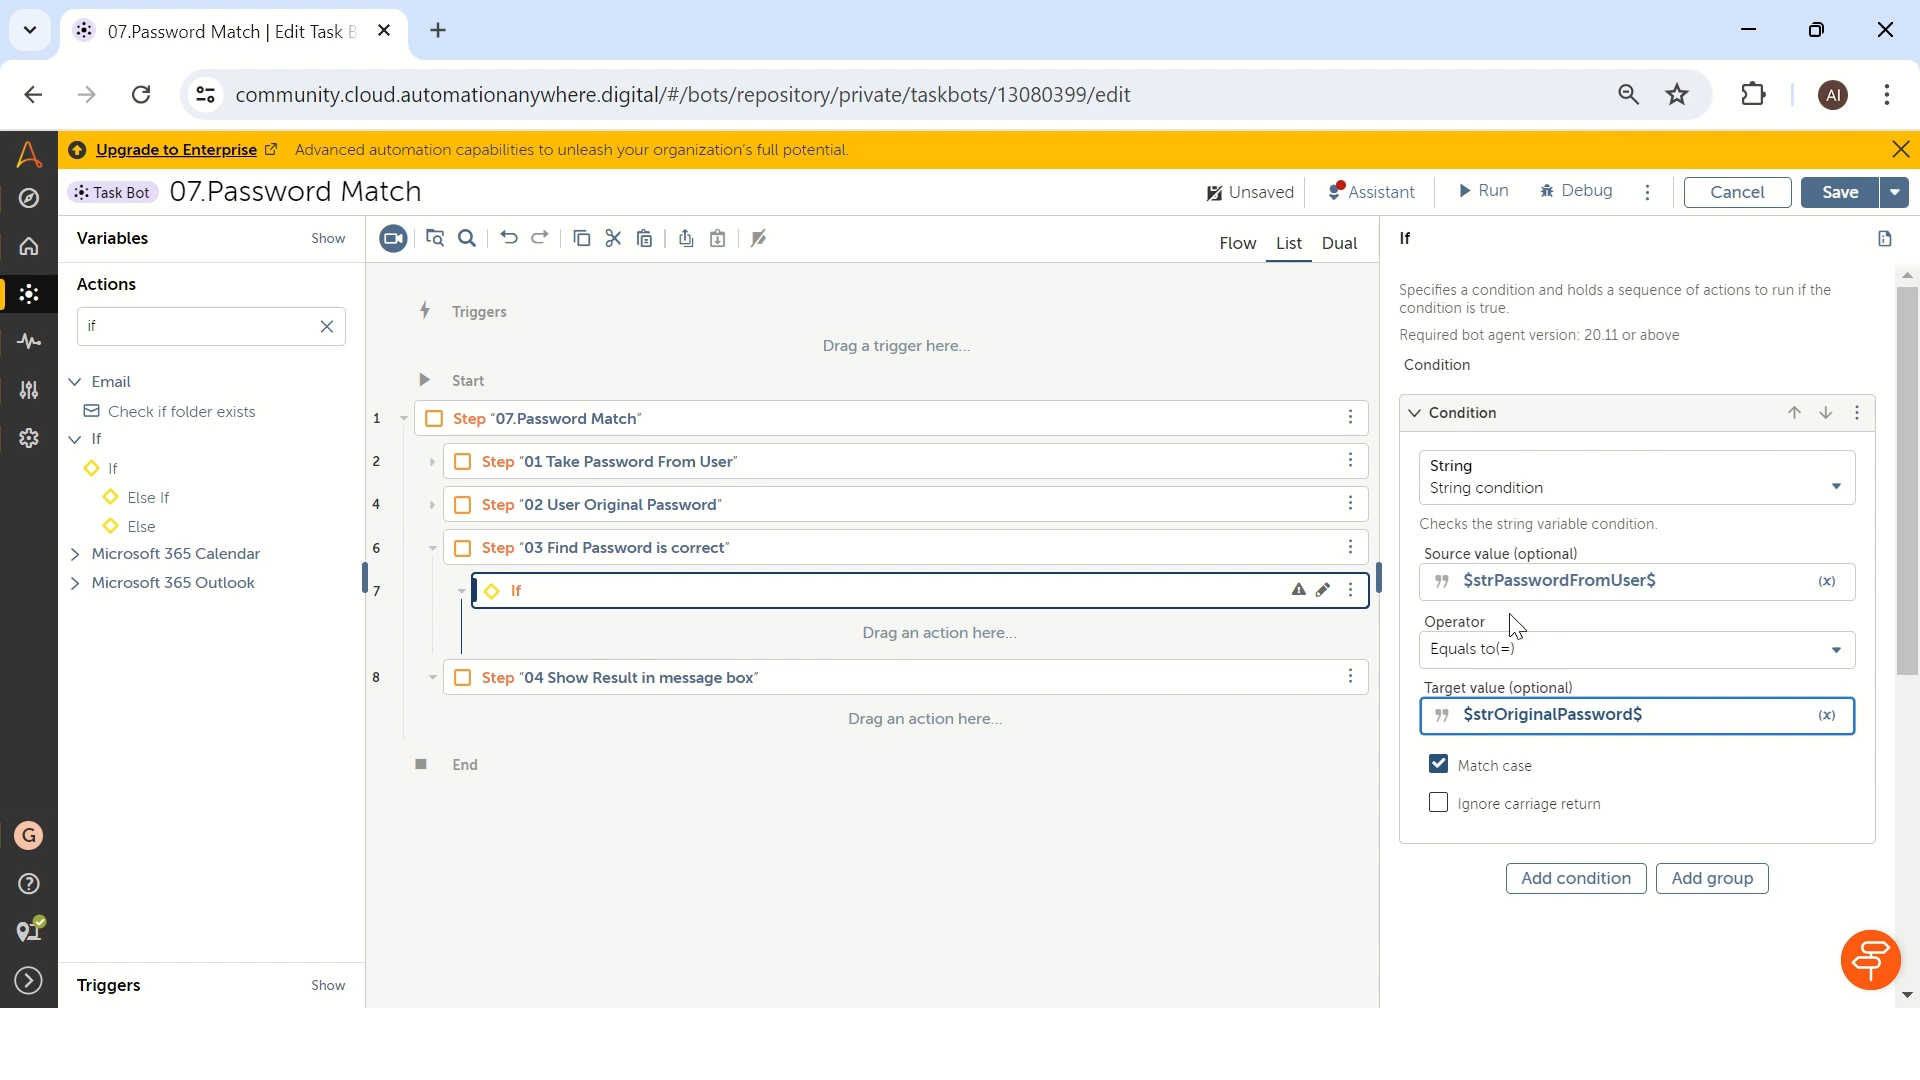 07.Password Match | Edit Task B
community.cloud.automationanywhere.digital/#/bots/repository/private/taskbots/13080399/edit
AI
Upgrade to Enterprise Advanced automation capabilities to unleash your organization's full potential.
Task Bot 07.Password Match
Unsaved Assistant Run Debug Cancel Save
Variables Show
Flow List Dual
If
Actions
if
Email
Check if folder exists
If
If
Else If
Else
Microsoft 365 Calendar
Microsoft 365 Outlook
Triggers Show
G
Triggers
Drag a trigger here...
Start
1 Step "07.Password Match"
2 Step "01 Take Password From User"
4 Step "02 User Original Password"
6 Step "03 Find Password is correct"
7 If
Drag an action here...
8 Step "04 Show Result in message box"
Drag an action here...
End
Specifies a condition and holds a sequence of actions to run if the
condition is true.
Required bot agent version: 20.11 or above
Condition
Condition
String
String condition
Checks the string variable condition.
Source value (optional)
$strPasswordFromUser$ (x)
Operator
Equals to(=)
Target value (optional)
$strOriginalPassword$ (x)
Match case
Ignore carriage return
Add condition Add group